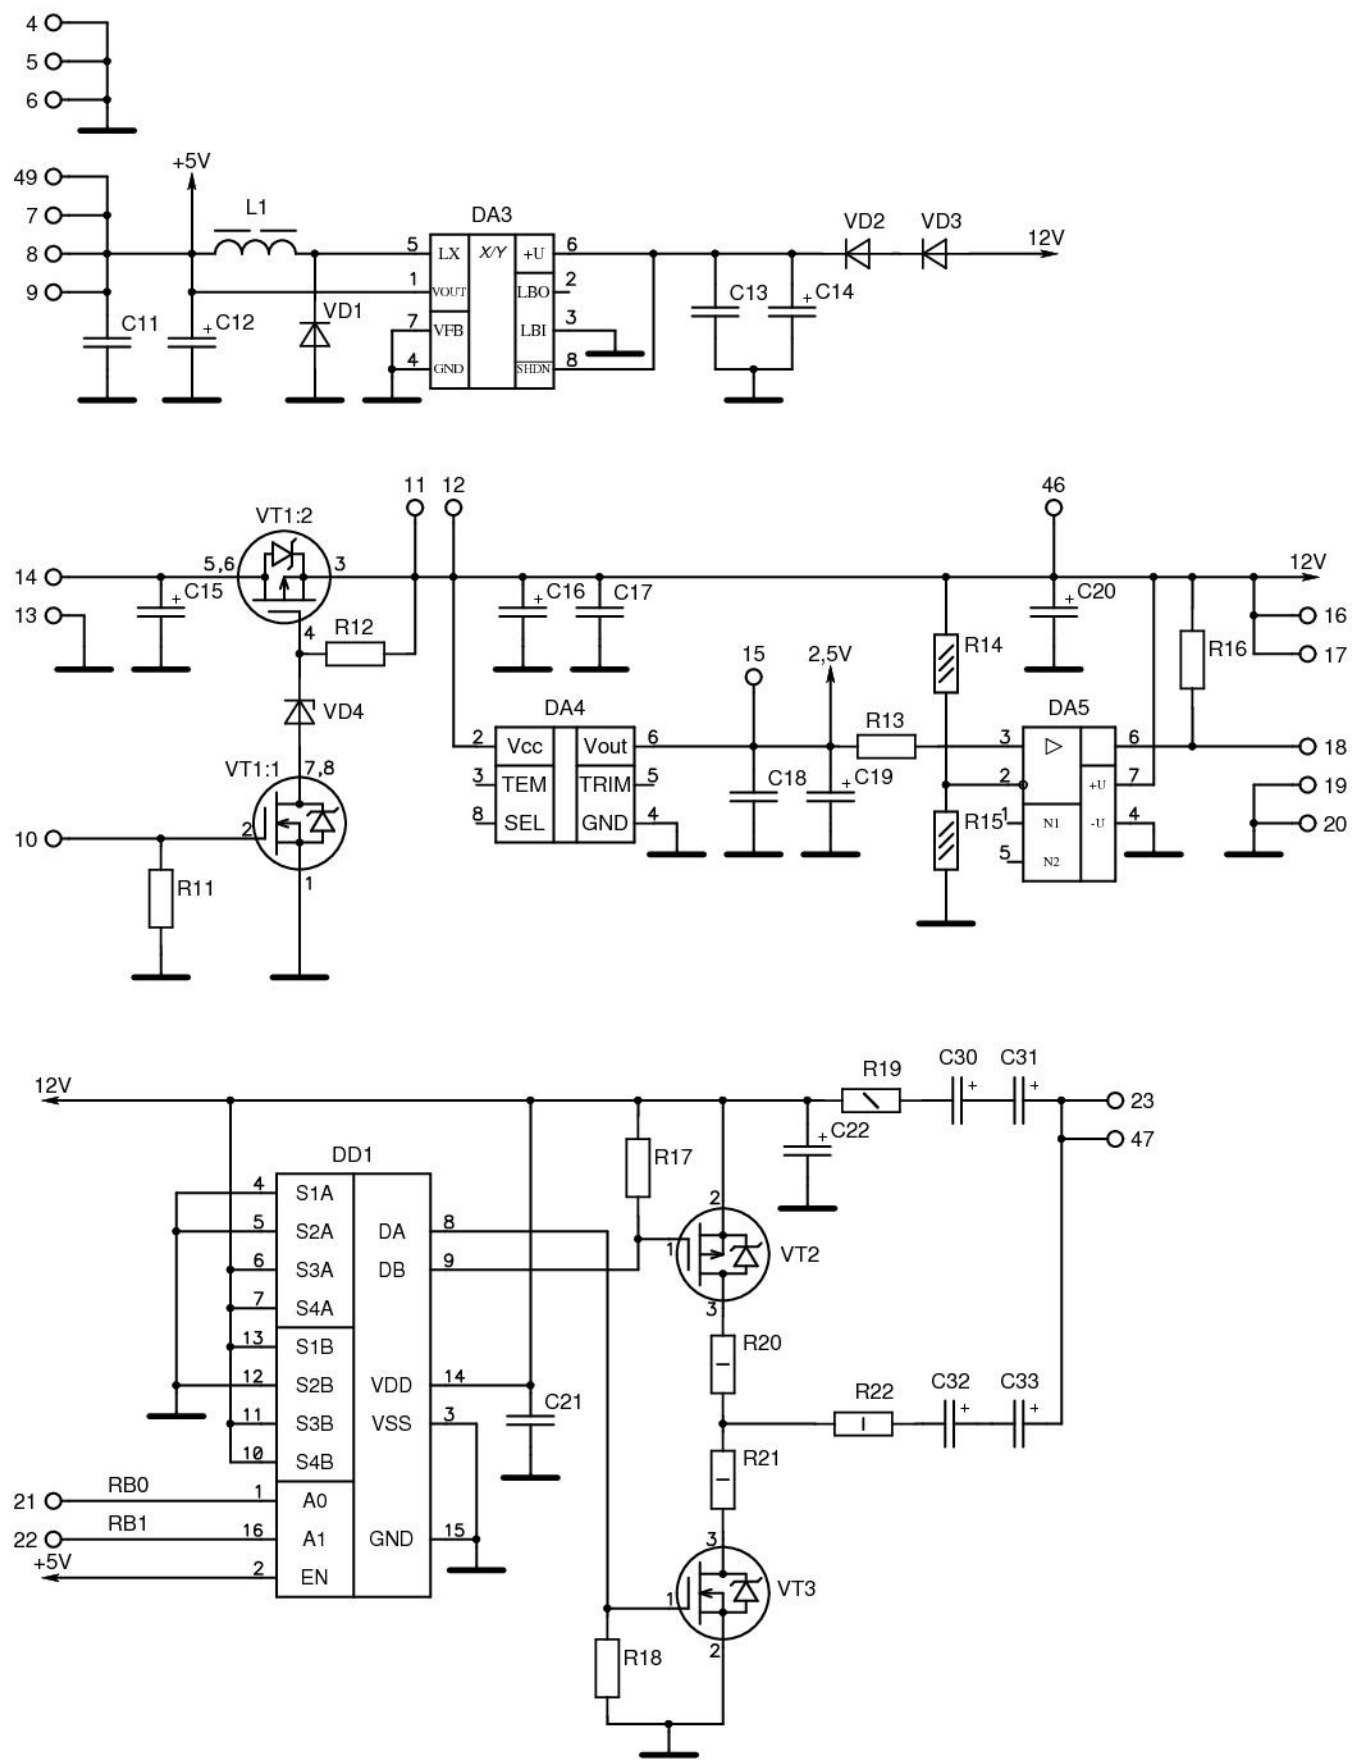 4
5
6
49
+5V
7
L1
DA3
VD2
VD3
8
5
LX
X/Y
+U
6
12V
9
1
VOUT
LBO
2
C11
+
C12
VD1
7
VFB
LBI
3
C13
+
C14
4
GND
SHDN
8
11
12
46
VT1:2
14
5,6
3
12V
+
C15
+
C16
C17
+
C20
13
4
R12
R14
R16
16
17
15
2,5V
VD4
DA4
R13
DA5
2
Vcc
Vout
6
3
6
18
VT1:1
7,8
3
TEM
TRIM
5
C18
+
C19
2
+U
7
19
10
2
8
SEL
GND
4
R15
1
N1
-U
4
20
5
N2
R11
1
12V
R19
C30
+
C31
+
23
+
C22
47
DD1
R17
4
S1A
2
5
S2A
DA
8
1
VT2
6
S3A
DB
9
7
S4A
3
13
S1B
R20
12
S2B
VDD
14
R22
C32
+
C33
+
11
S3B
VSS
3
C21
10
S4B
R21
21
RB0
1
A0
22
RB1
16
A1
GND
15
3
+5V
2
EN
1
VT3
R18
2